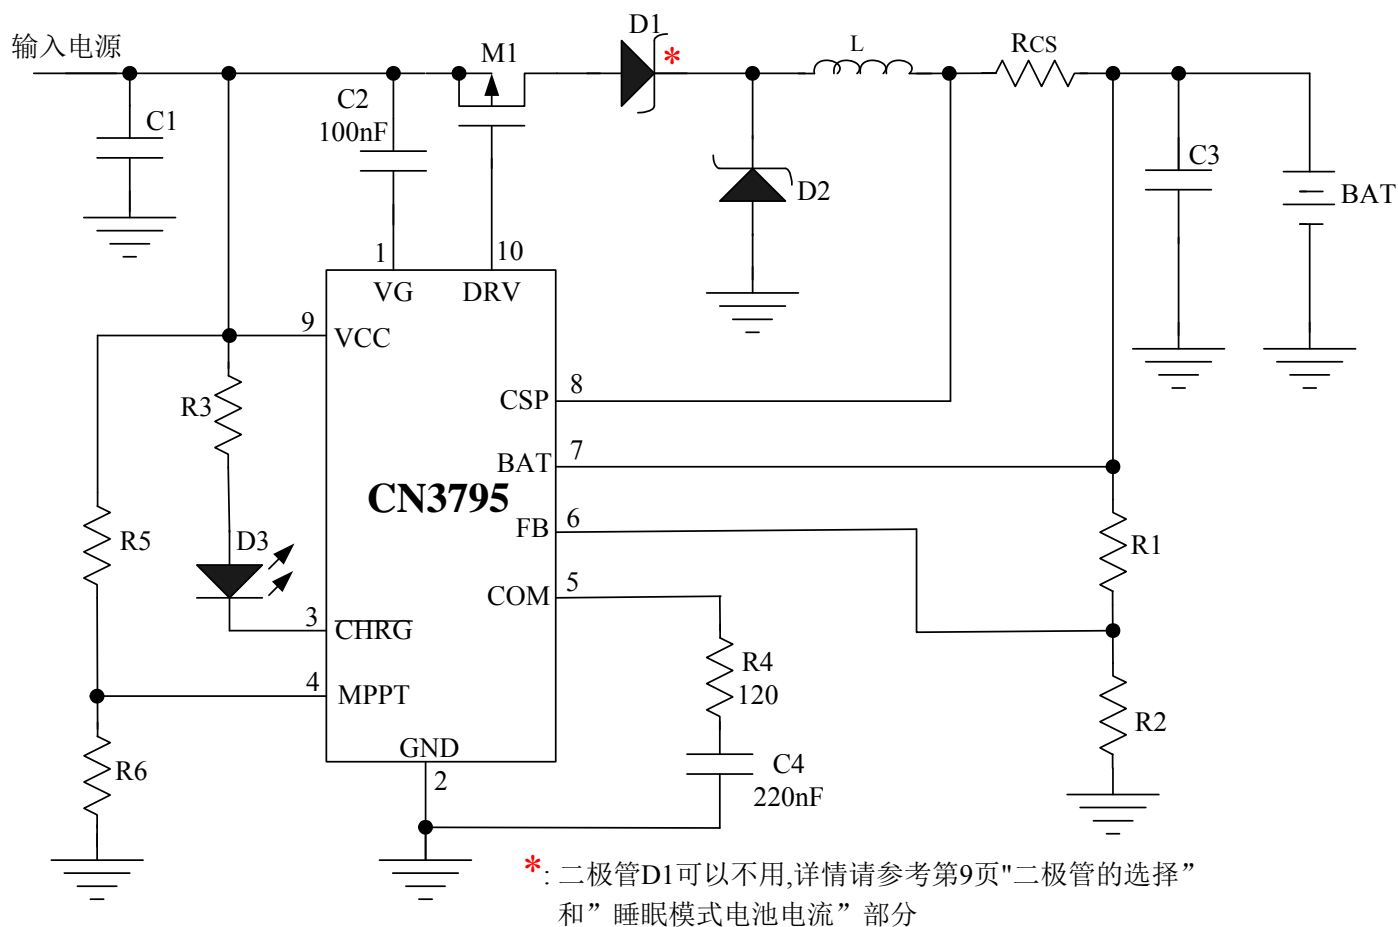 输入电源
D1
*
L
RCS
M1
C2
100nF
C1
C3
D2
BAT
1
10
VG
DRV
9
VCC
R3
8
CSP
7
BAT
CN3795
6
FB
R1
R5
D3
5
COM
3
CHRG
R4
120
4
MPPT
R2
GND
2
R6
C4
220nF
*: 二极管D1可以不用,详情请参考第9页"二极管的选择”
和”睡眠模式电池电流”部分